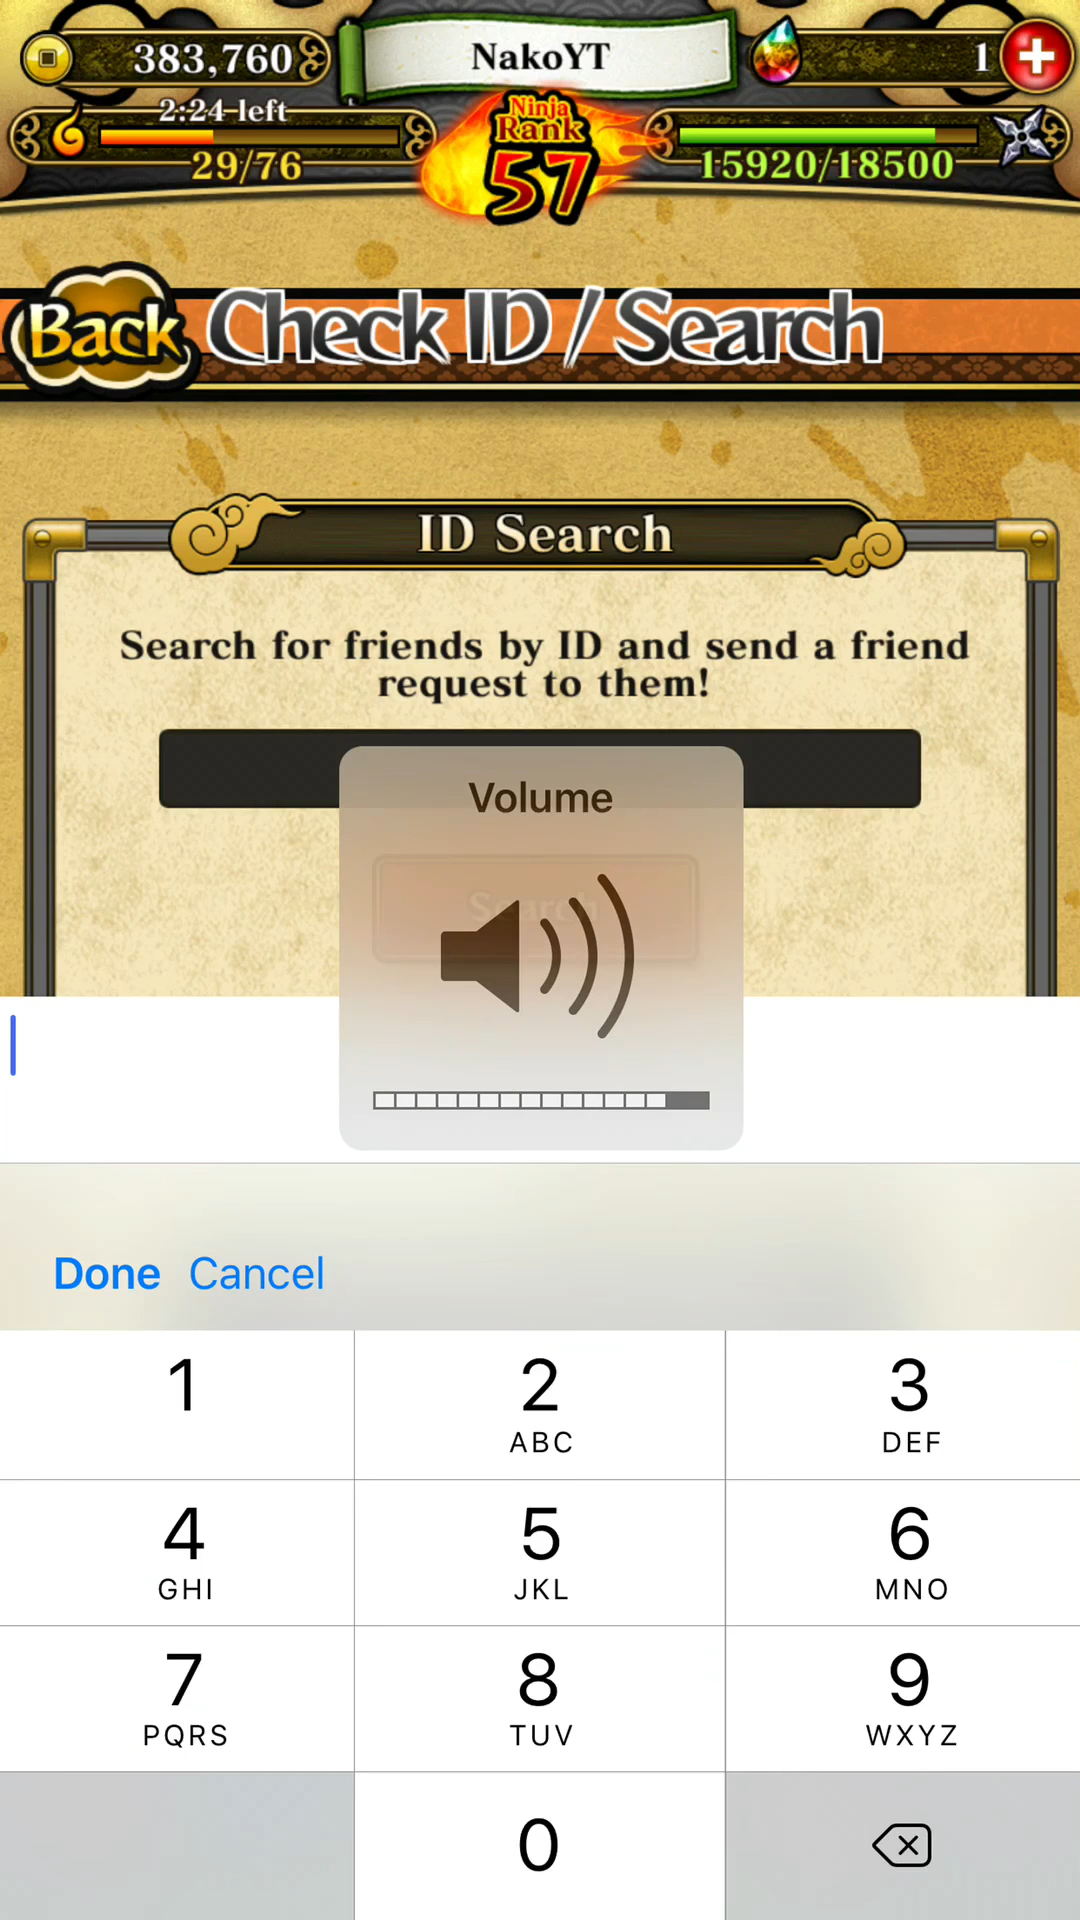 383,760
NakoYT
1
2:24 left
29/76
Ninja
Rank
57
15920/18500
Back
Check ID / Search
ID Search
Search for friends by ID and send a friend
request to them!
Volume
Search
Done Cancel
1
2
ABC
3
DEF
4
GHI
5
JKL
6
MNO
7
PQRS
8
TUV
9
WXYZ
0